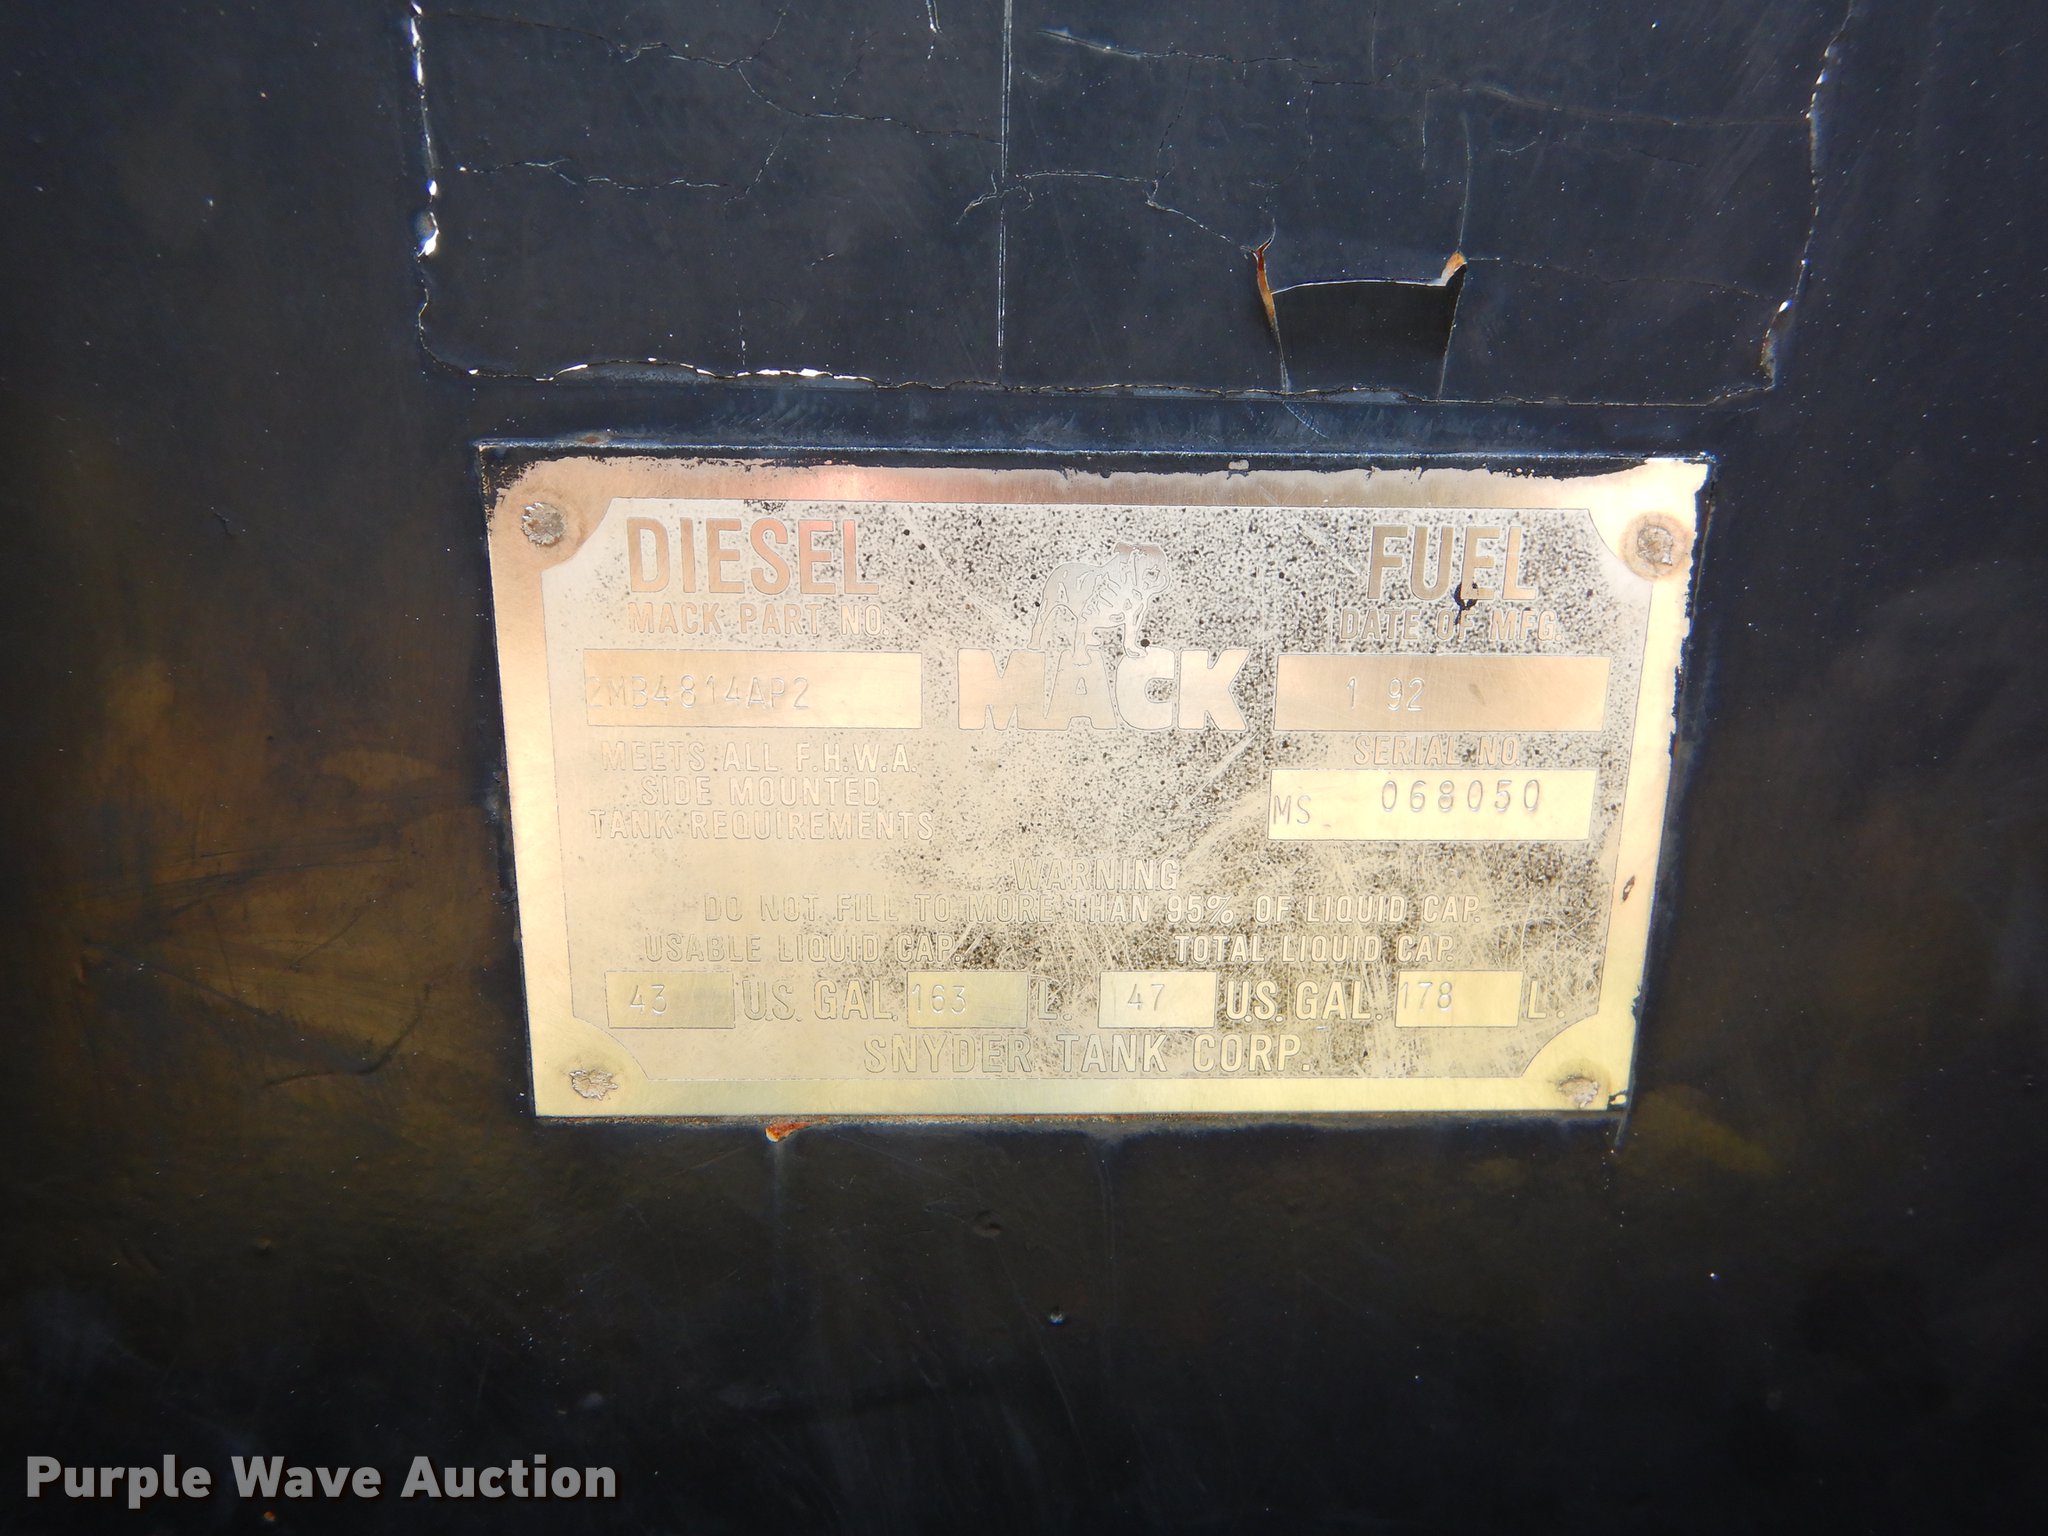 DIESEL FUEL
MACK PART NO. DATE OF MFG.
2MB4814AP2 MACK 1 92
MEETS ALL F.H.W.A. SERIAL NO.
SIDE MOUNTED MS 068050
TANK REQUIREMENTS
WARNING
DO NOT FILL TO MORE THAN 95% OF LIQUID CAP.
USABLE LIQUID CAP. TOTAL LIQUID CAP.
43 U.S. GAL. 163 L. 47 U.S. GAL. 178 L.
SNYDER TANK CORP.
Purple Wave Auction